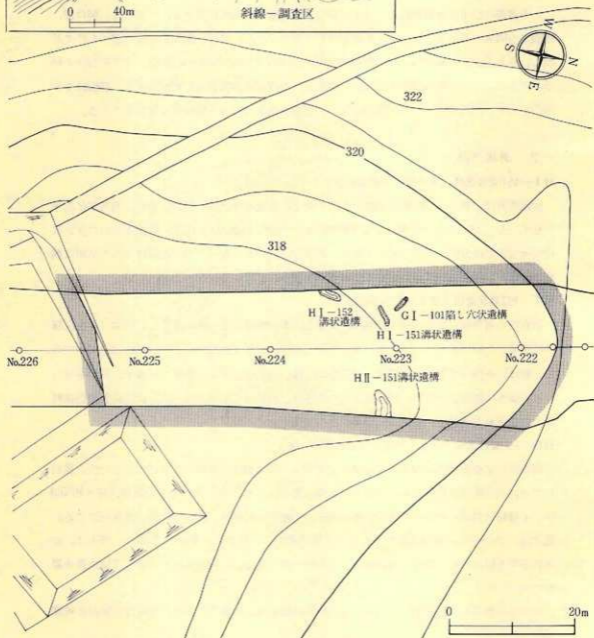 0 40m
斜線－調査区
W
S
N
E
322
320
318
HⅠ－152
溝状遺構
GⅠ－101陥し穴状遺構
HⅠ－151溝状遺構
No.226
No.225
No.224
No.223
No.222
HⅡ－151溝状遺構
0 20m